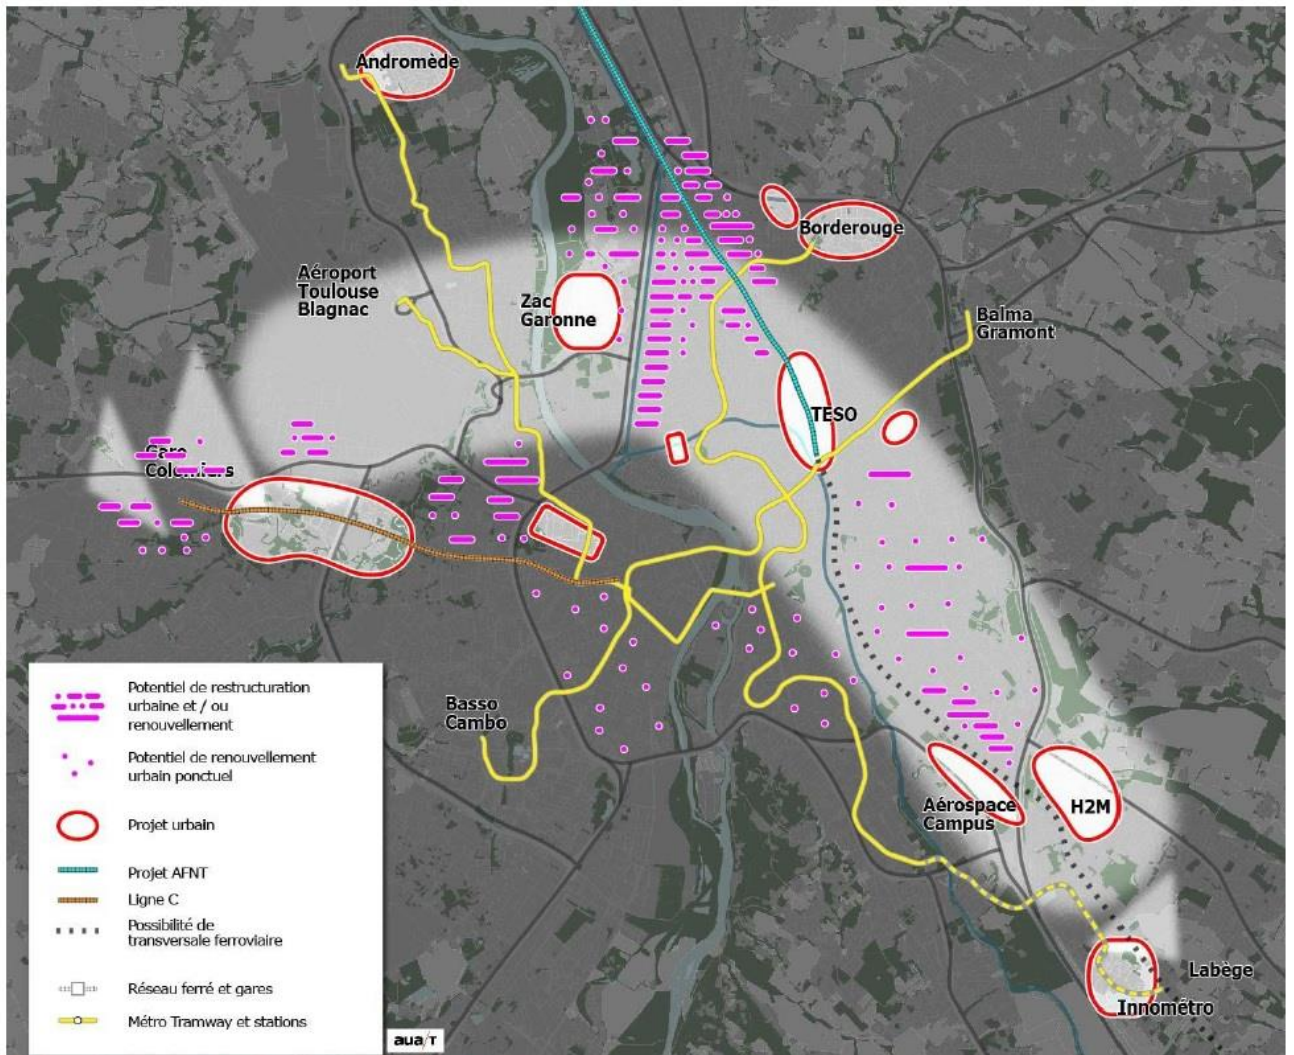 Andromède
Borderouge
Aéroport
Toulouse
Blagnac
Zac
Garonne
Balma
Gramont
TESO
Gare
Colomiers
Basso
Cambo
Aérospace
Campus
H2M
Labège
Innométro
Potentiel de restructuration
urbaine et / ou
renouvellement
Potentiel de renouvellement
urbain ponctuel
Projet urbain
Projet AFNT
Ligne C
Possibilité de
transversale ferroviaire
Réseau ferré et gares
Métro Tramway et stations
aua/T